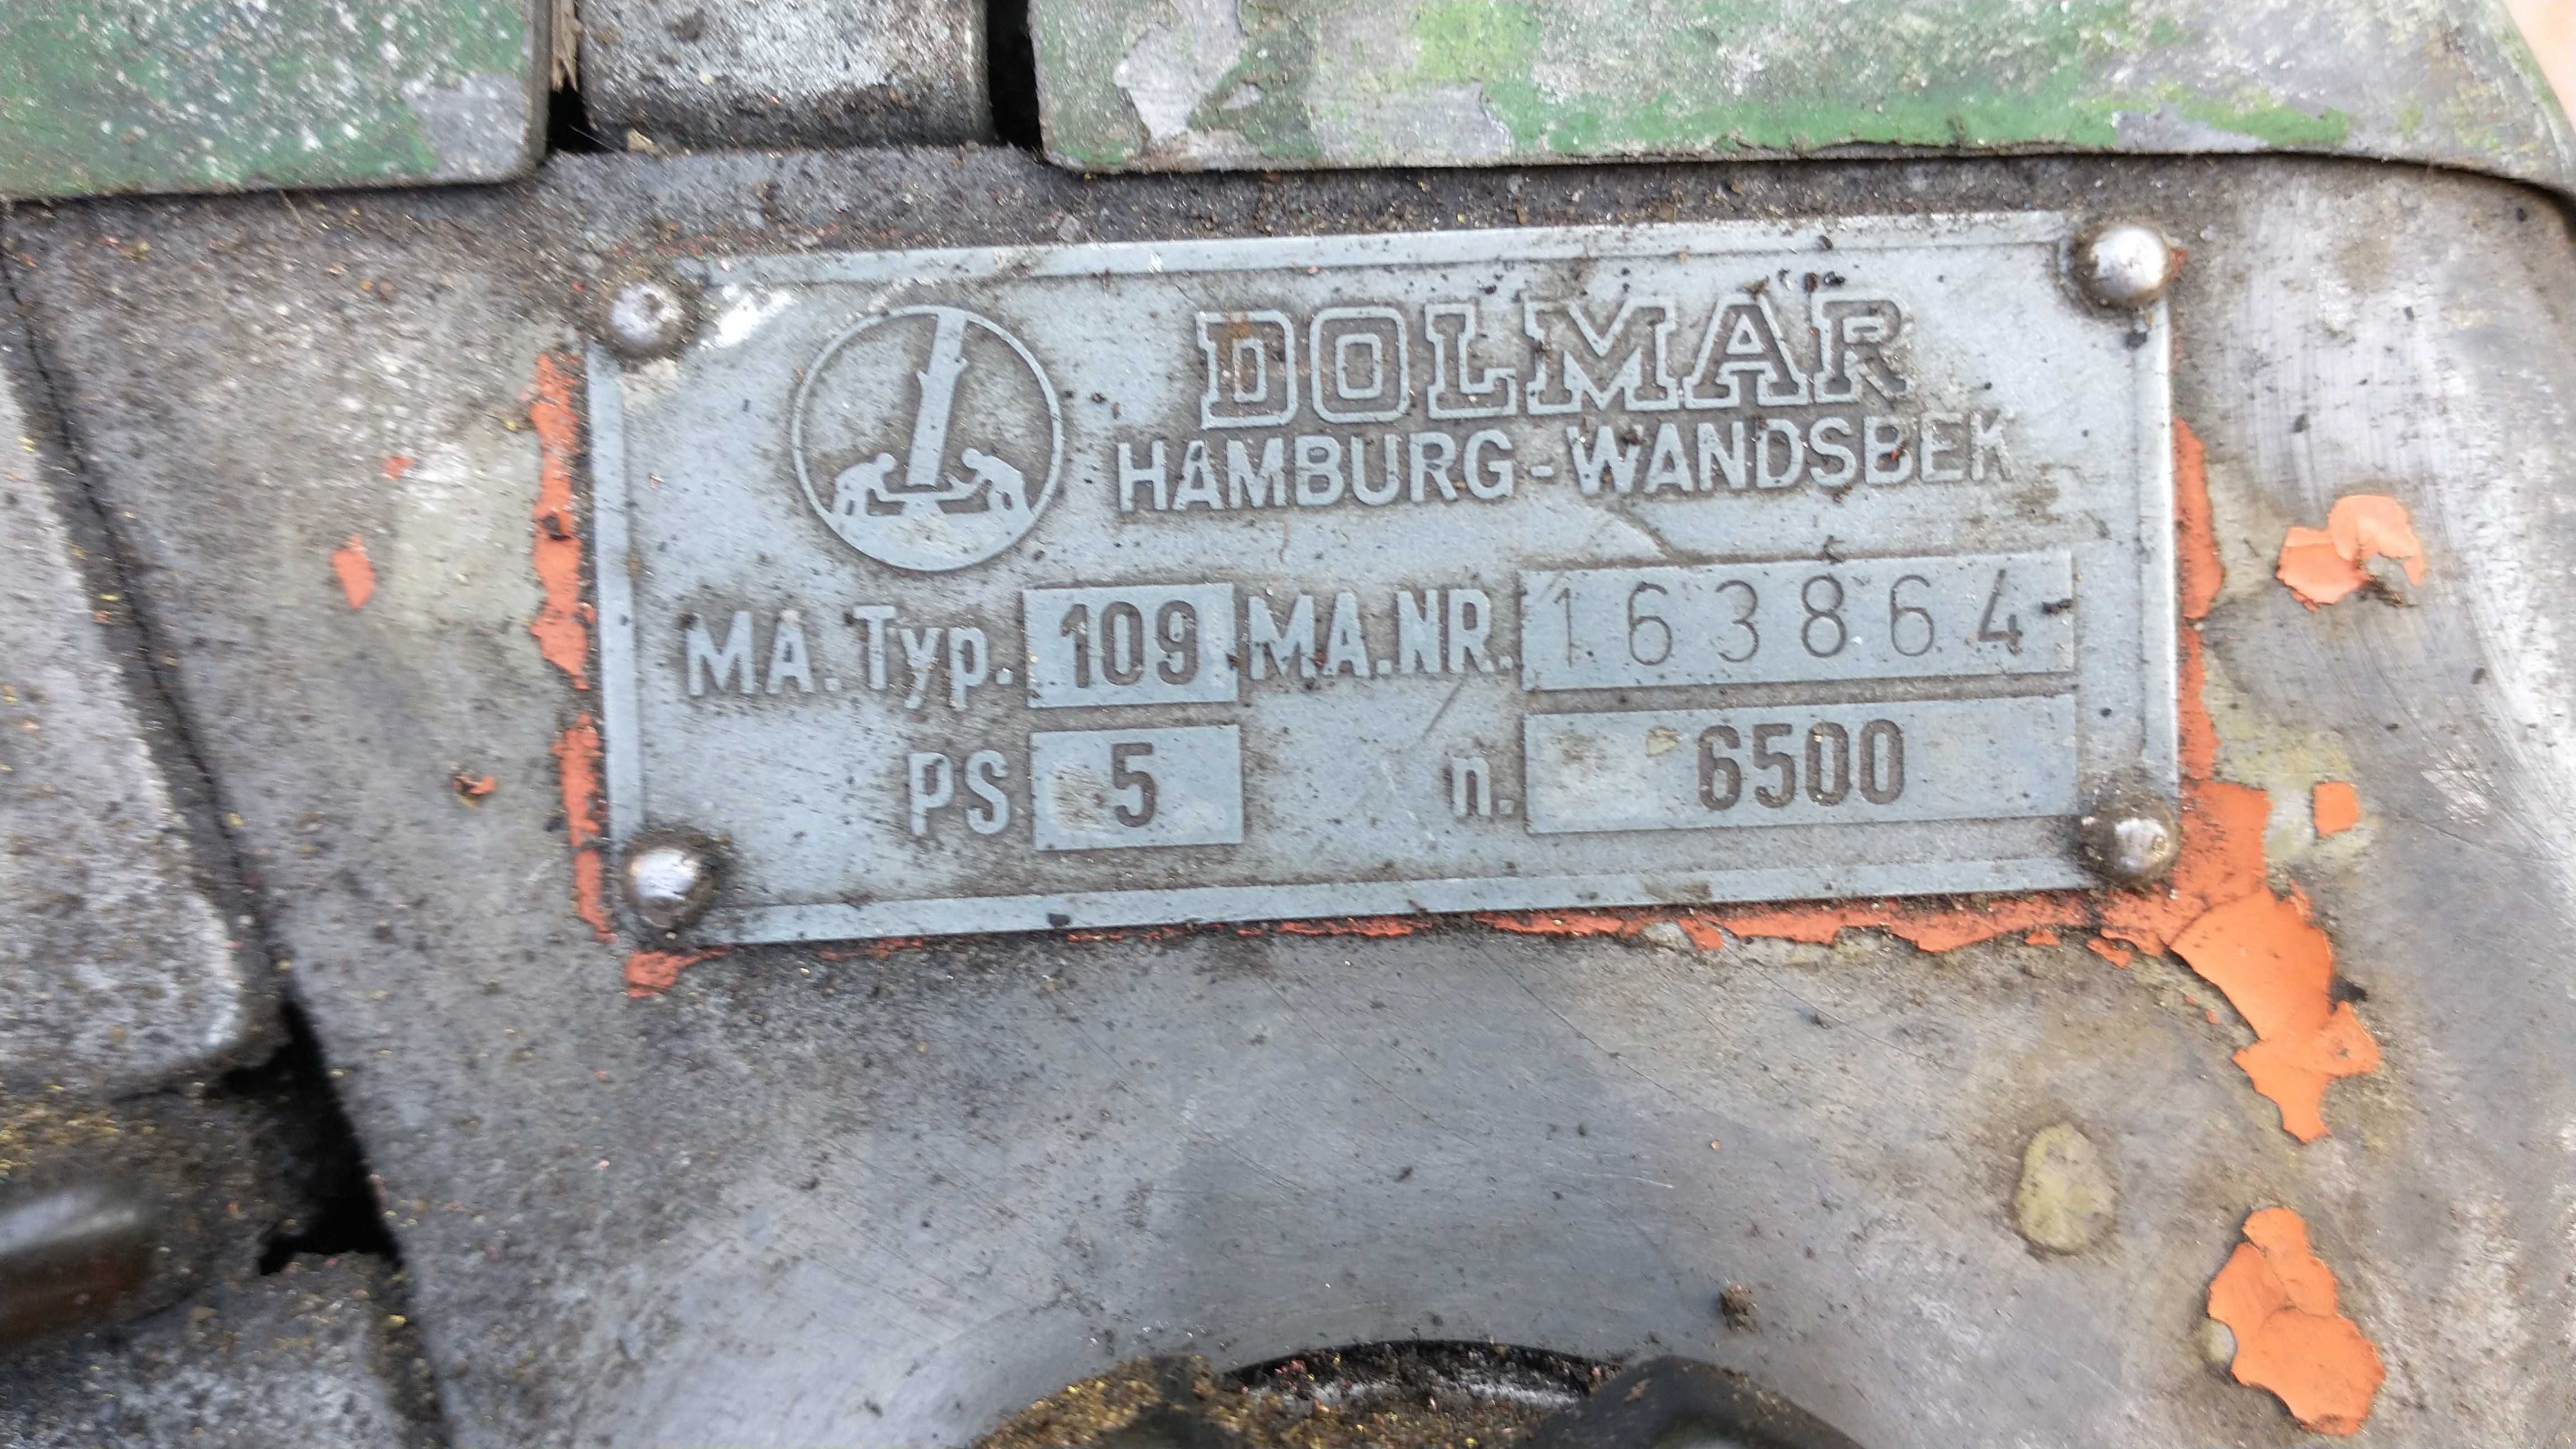 DOLMAR
HAMBURG-WANDSBEK
MA. Typ. 109 MA.NR. 163864
PS 5 n. 6500